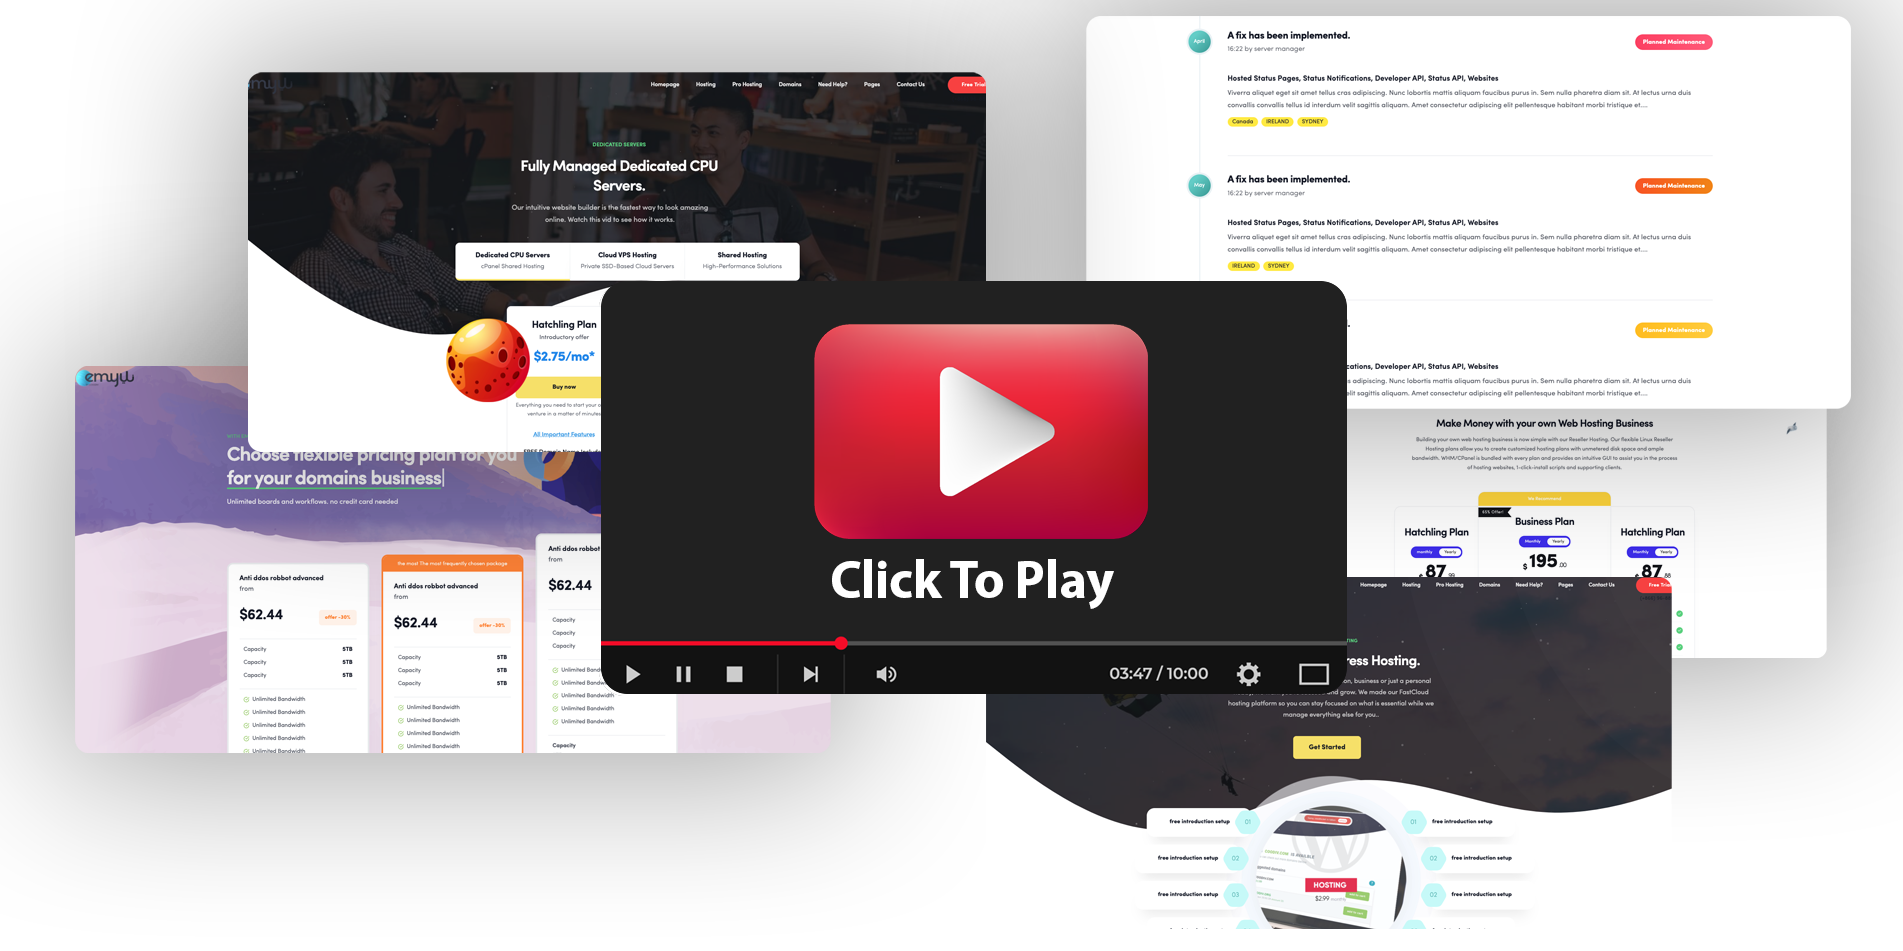 Homepage Hosting Pro Hosting Domains Need Help? Pages Contact Us Free Trial
DEDICATED SERVERS
Fully Managed Dedicated CPU
Servers.
Our intuitive website builder is the fastest way to look amazing
online. Watch this vid to see how it works.
Dedicated CPU Servers Cloud VPS Hosting Shared Hosting
cPanel Shared Hosting Private SSD-Based Cloud Servers High-Performance Solutions
Hatchling Plan
Introductory offer
$2.75/mo*
Buy now
Everything you need to start your
venture in a matter of minutes
All Important Features
FREE Domain Name
April
A fix has been implemented.
16:22 by server manager
Planned Maintenance
Hosted Status Pages, Status Notifications, Developer API, Status API, Websites
Viverra aliquet eget sit amet tellus cras adipiscing. Nunc lobortis mattis aliquam faucibus purus in. Sem nulla pharetra diam sit. At lectus urna duis
convallis convallis tellus id interdum velit sagittis aliquam. Amet consectetur adipiscing elit pellentesque habitant morbi tristique et....
Canada IRELAND SYDNEY
May
A fix has been implemented.
16:22 by server manager
Planned Maintenance
Hosted Status Pages, Status Notifications, Developer API, Status API, Websites
Viverra aliquet eget sit amet tellus cras adipiscing. Nunc lobortis mattis aliquam faucibus purus in. Sem nulla pharetra diam sit. At lectus urna duis
convallis convallis tellus id interdum velit sagittis aliquam. Amet consectetur adipiscing elit pellentesque habitant morbi tristique et....
IRELAND SYDNEY
Planned Maintenance
Developer API, Status API, Websites
adipiscing. Nunc lobortis mattis aliquam faucibus purus in. Sem nulla pharetra diam sit. At lectus urna duis
velit sagittis aliquam. Amet consectetur adipiscing elit pellentesque habitant morbi tristique et....
emyui
Choose flexible pricing plan for you
for your domains business
Unlimited boards and workflows. no credit card needed
Anti ddos robbot advanced
from
$62.44
offer -30%
Capacity 5TB
Capacity 5TB
Capacity 5TB
Unlimited Bandwidth
Unlimited Bandwidth
Unlimited Bandwidth
Unlimited Bandwidth
Unlimited Bandwidth
the most The most frequently chosen package
Anti ddos robbot advanced
from
$62.44
offer -30%
Capacity 5TB
Capacity 5TB
Capacity 5TB
Unlimited Bandwidth
Unlimited Bandwidth
Unlimited Bandwidth
Unlimited Bandwidth
Anti ddos robbot
from
$62.44
Capacity
Capacity
Capacity
Unlimited
Unlimited Bandwidth
Unlimited Bandwidth
Unlimited Bandwidth
Unlimited Bandwidth
Capacity
Click To Play
03:47 / 10:00
Make Money with your own Web Hosting Business
Building your own web hosting business is now simple with our Reseller Hosting. Our flexible Linux Reseller
Hosting plans allow you to create customized hosting plans with unmetered disk space and ample
bandwidth. WHM/CPanel is bundled with every plan and provides an intuitive GUI to assist you in the process
of hosting websites, 1-click-install scripts and supporting clients.
We Recommend
Hatchling Plan
monthly Yearly
$ 87 .99
Business Plan
Monthly Yearly
$ 195 .00
Hatchling Plan
Monthly Yearly
$ 87 .88
Homepage Hosting Pro Hosting Domains Need Help? Pages Contact Us Free Trial
Hosting.
business or just a personal
and grow. We made our FastCloud
hosting platform so you can stay focused on what is essential while we
manage everything else for you..
Get Started
free introduction setup 01
free introduction setup 02
free introduction setup 03
01 free introduction setup
02 free introduction setup
02 free introduction setup
HOSTING
$2.99